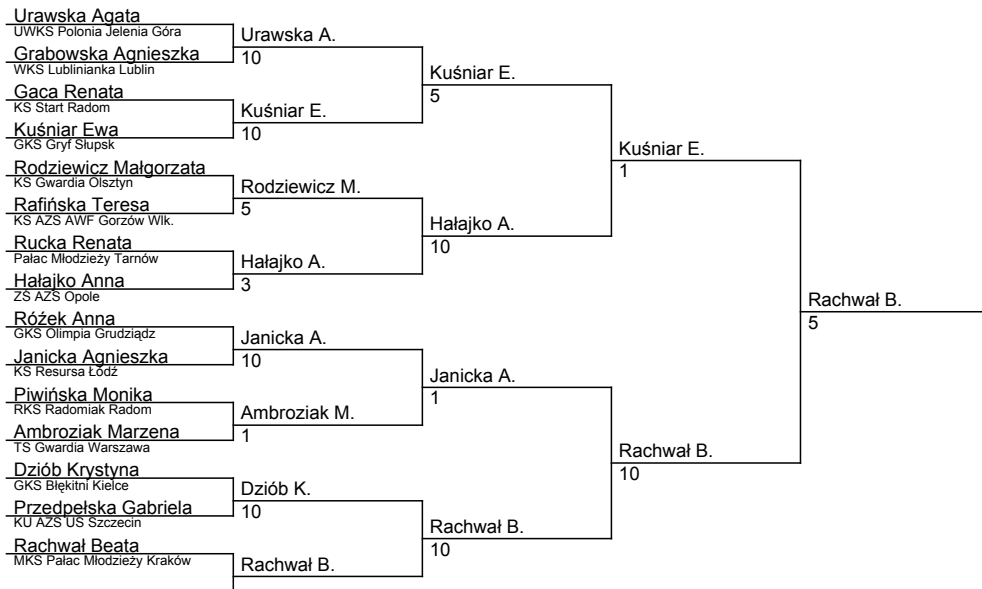 Urawska Agata
UWKS Polonia Jelenia Góra
Grabowska Agnieszka
WKS Lublinianka Lublin
Gaca Renata
KS Start Radom
Kuśniar Ewa
GKS Gryf Słupsk
Rodziewicz Małgorzata
KS Gwardia Olsztyn
Rafińska Teresa
KS AZS AWF Gorzów Wlk.
Rucka Renata
Pałac Młodzieży Tarnów
Hałajko Anna
ZŚ AZS Opole
Różek Anna
GKS Olimpia Grudziądz
Janicka Agnieszka
KS Resursa Łódź
Piwińska Monika
RKS Radomiak Radom
Ambroziak Marzena
TS Gwardia Warszawa
Dziób Krystyna
GKS Błękitni Kielce
Przedpełska Gabriela
KU AZS US Szczecin
Rachwał Beata
MKS Pałac Młodzieży Kraków
Urawska A.
10
Kuśniar E.
10
Rodziewicz M.
5
Hałajko A.
3
Janicka A.
10
Ambroziak M.
1
Dziób K.
10
Rachwał B.
Kuśniar E.
5
Hałajko A.
10
Janicka A.
1
Rachwał B.
10
Kuśniar E.
1
Rachwał B.
10
Rachwał B.
5